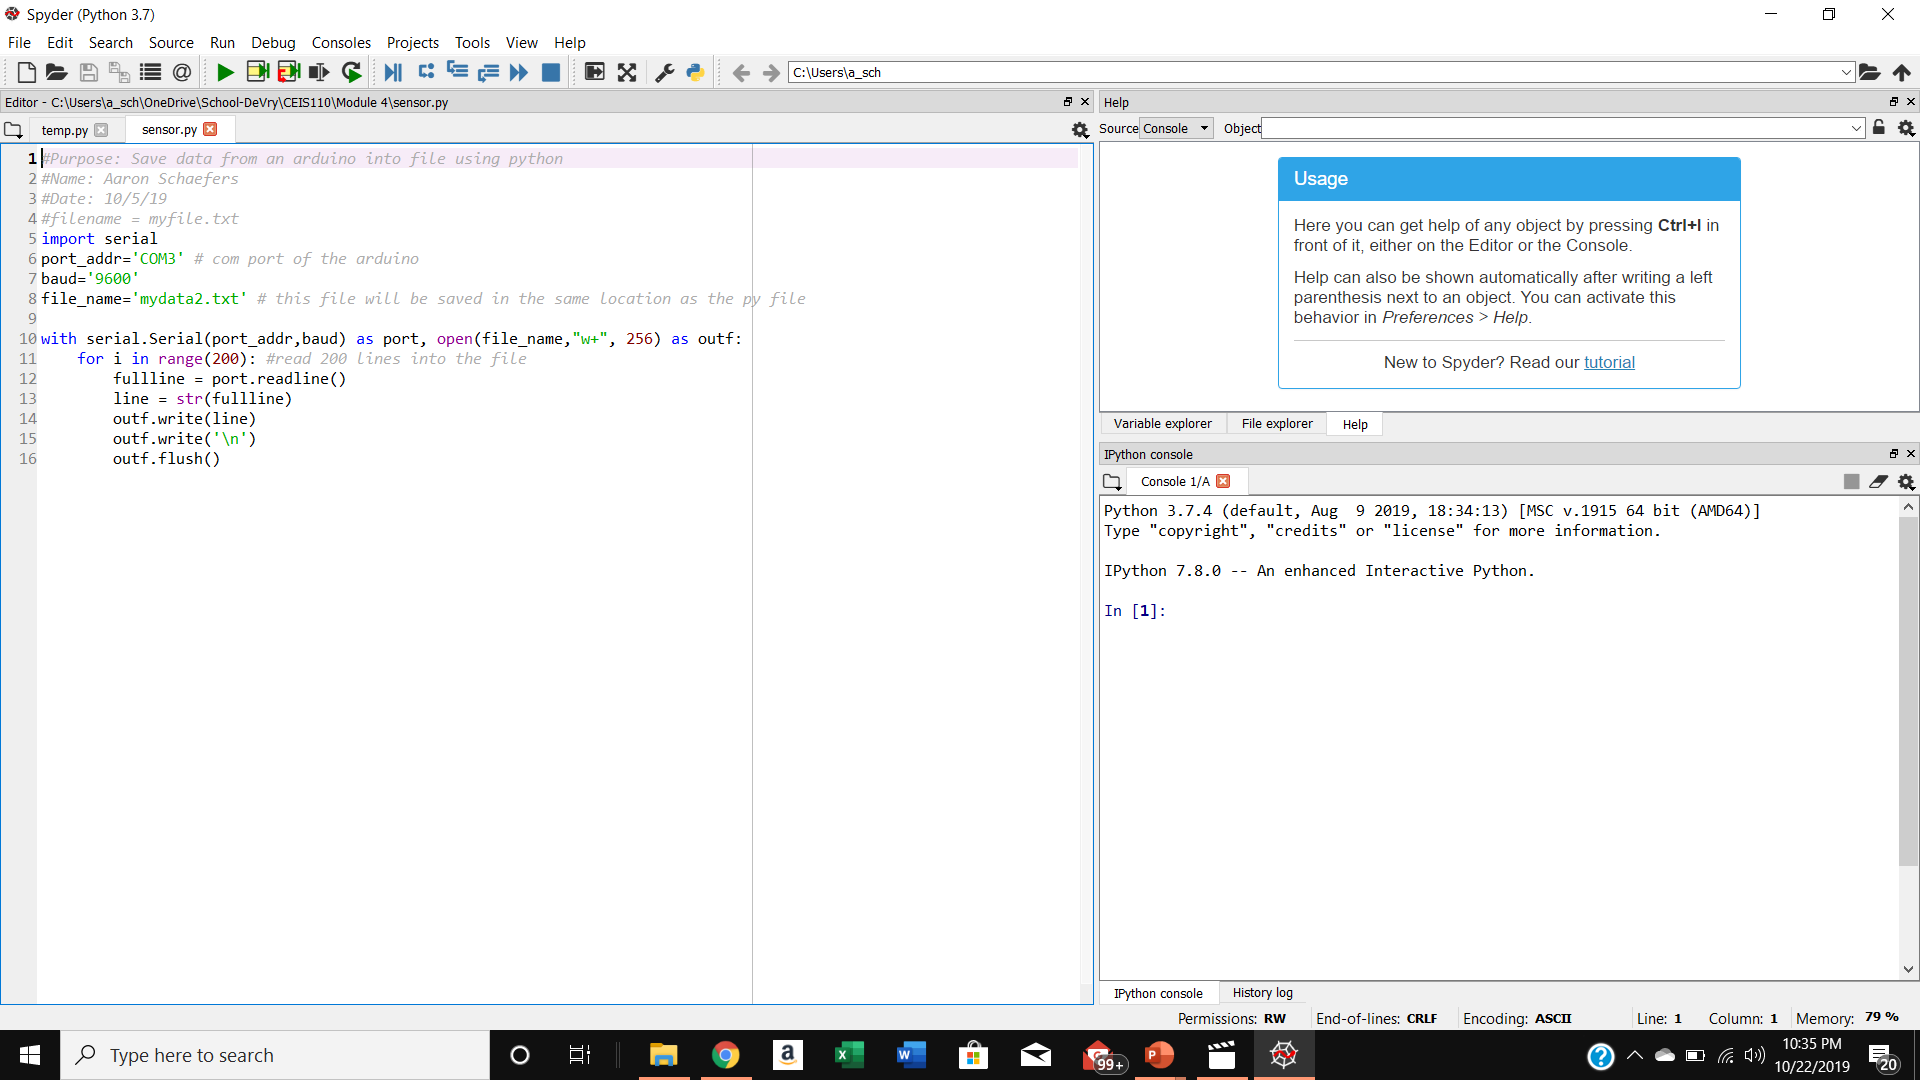 Spyder (Python 3.7)
File Edit Search Source Run Debug Consoles Projects Tools View Help
C:\Users\a_sch
Editor - C:\Users\a_sch\OneDrive\School-DeVry\CEIS110\Module 4\sensor.py
temp.py
sensor.py
1 #Purpose: Save data from an arduino into file using python
2 #Name: Aaron Schaefers
3 #Date: 10/5/19
4 #filename = myfile.txt
5 import serial
6 port_addr='COM3' # com port of the arduino
7 baud='9600'
8 file_name='mydata2.txt' # this file will be saved in the same location as the py file
9
10 with serial.Serial(port_addr,baud) as port, open(file_name,"w+", 256) as outf:
11     for i in range(200): #read 200 lines into the file
12         fullline = port.readline()
13         line = str(fullline)
14         outf.write(line)
15         outf.write('\n')
16         outf.flush()
Help
Source Console Object
Usage
Here you can get help of any object by pressing Ctrl+I in
front of it, either on the Editor or the Console.
Help can also be shown automatically after writing a left
parenthesis next to an object. You can activate this
behavior in Preferences > Help.
New to Spyder? Read our tutorial
Variable explorer File explorer Help
IPython console
Console 1/A
Python 3.7.4 (default, Aug  9 2019, 18:34:13) [MSC v.1915 64 bit (AMD64)]
Type "copyright", "credits" or "license" for more information.
IPython 7.8.0 -- An enhanced Interactive Python.
In [1]:
IPython console History log
Permissions: RW End-of-lines: CRLF Encoding: ASCII Line: 1 Column: 1 Memory: 79 %
Type here to search
99+
10:35 PM
10/22/2019
20